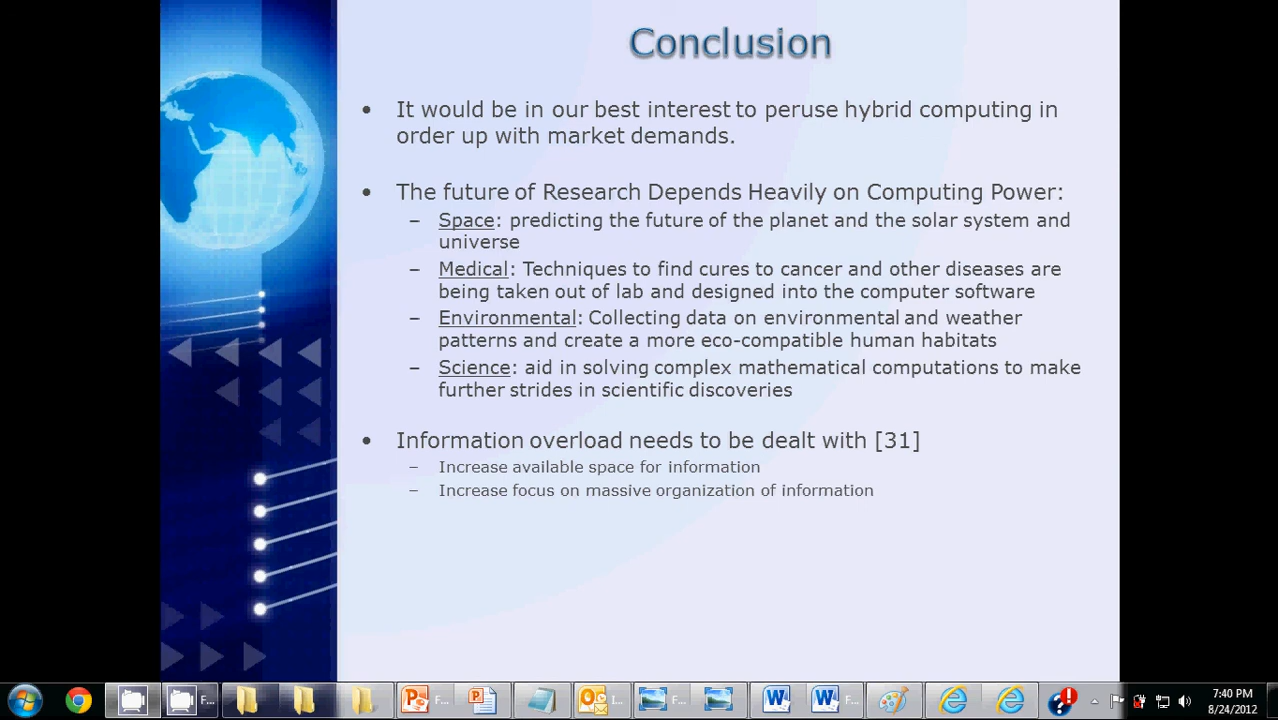 Conclusion
• It would be in our best interest to peruse hybrid computing in
order up with market demands.
• The future of Research Depends Heavily on Computing Power:
– Space: predicting the future of the planet and the solar system and
universe
– Medical: Techniques to find cures to cancer and other diseases are
being taken out of lab and designed into the computer software
– Environmental: Collecting data on environmental and weather
patterns and create a more eco-compatible human habitats
– Science: aid in solving complex mathematical computations to make
further strides in scientific discoveries
• Information overload needs to be dealt with [31]
– Increase available space for information
– Increase focus on massive organization of information
F... F... I... F... F...
7:40 PM
8/24/2012